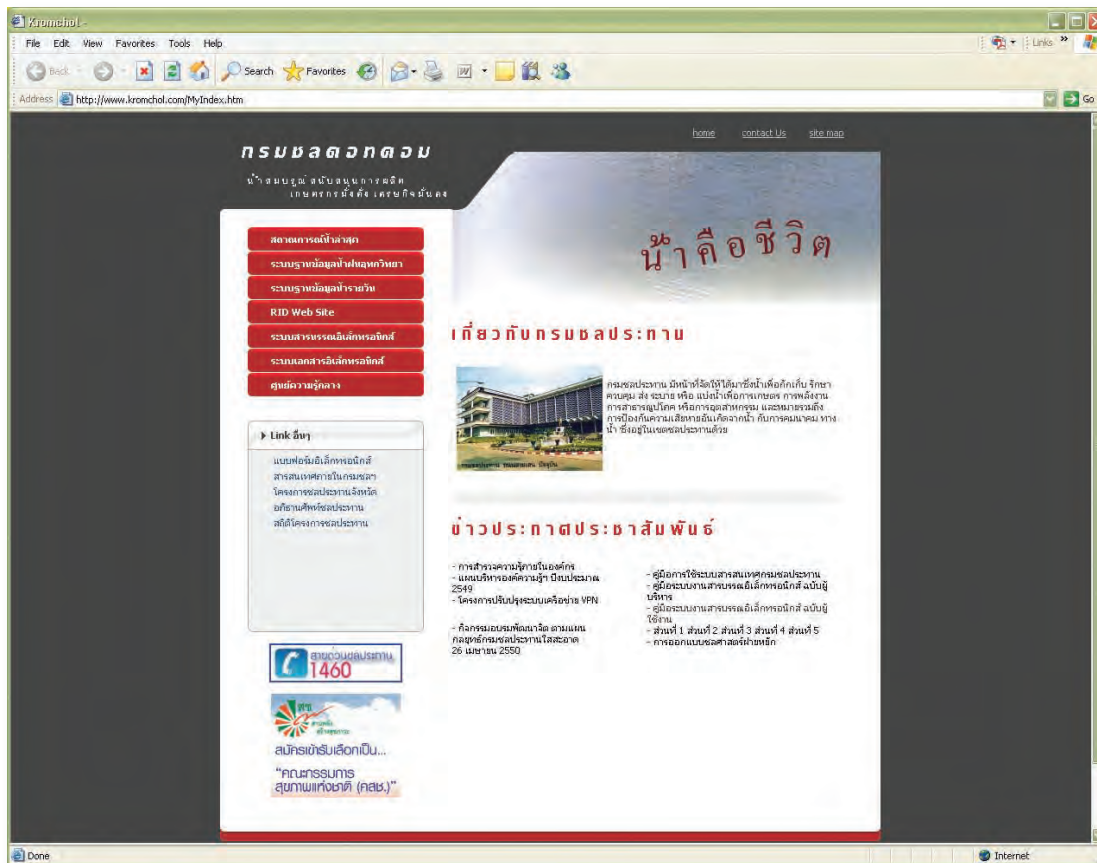 Kromchol -
File Edit View Favorites Tools Help
Links »
Back Search Favorites
Address http://www.kromchol.com/MyIndex.htm Go
home contact Us site map
กรมชลดอทคอม
น้ำสมบูรณ์ สนับสนุนการผลิต
เกษตรกรมั่งคั่ง เศรษฐกิจมั่นคง
น้ำคือชีวิต
สถานการณ์น้ำล่าสุด
ระบบฐานข้อมูลน้ำฝนอุทกวิทยา
ระบบฐานข้อมูลน้ำรายวัน
RID Web Site
ระบบสารบรรณอิเล็กทรอนิกส์
ระบบเอกสารอิเล็กทรอนิกส์
ศูนย์ความรู้กลาง
Link อื่นๆ
แบบฟอร์มอิเล็กทรอนิกส์
สารสนเทศภายในกรมชลฯ
โครงการชลประทานจังหวัด
อภิธานศัพท์ชลประทาน
สถิติโครงการชลประทาน
สายด่วนชลประทาน
1460
สมัครเข้ารับเลือกเป็น...
"คณะกรรมการ
สุขภาพแห่งชาติ (คสช.)"
เกี่ยวกับกรมชลประทาน
กรมชลประทาน ถนนสามเสน ปัจจุบัน
กรมชลประทาน มีหน้าที่จัดให้ได้มาซึ่งน้ำเพื่อกักเก็บ รักษา
ควบคุม ส่ง ระบาย หรือ แบ่งน้ำเพื่อการเกษตร การพลังงาน
การสาธารณูปโภค หรือการอุตสาหกรรม และหมายรวมถึง
การป้องกันความเสียหายอันเกิดจากน้ำ กับการคมนาคม ทาง
น้ำ ซึ่งอยู่ในเขตชลประทานด้วย
ข่าวประกาศประชาสัมพันธ์
- การสำรวจความรู้ภายในองค์กร
- แผนบริหารองค์ความรู้ฯ ปีงบประมาณ
2549
- โครงการปรับปรุงระบบเครือข่าย VPN
- กิจกรรมอบรมพัฒนาจิต ตามแผน
กลยุทธ์กรมชลประทานใสสะอาด
26 เมษายน 2550
- คู่มือการใช้ระบบสารสนเทศกรมชลประทาน
- คู่มือระบบงานสารบรรณอิเล็กทรอนิกส์ ฉบับผู้
บริหาร
- คู่มือระบบงานสารบรรณอิเล็กทรอนิกส์ ฉบับผู้
ใช้งาน
- ส่วนที่ 1 ส่วนที่ 2 ส่วนที่ 3 ส่วนที่ 4 ส่วนที่ 5
- การออกแบบชลศาสตร์ฝายหยัก
Done Internet